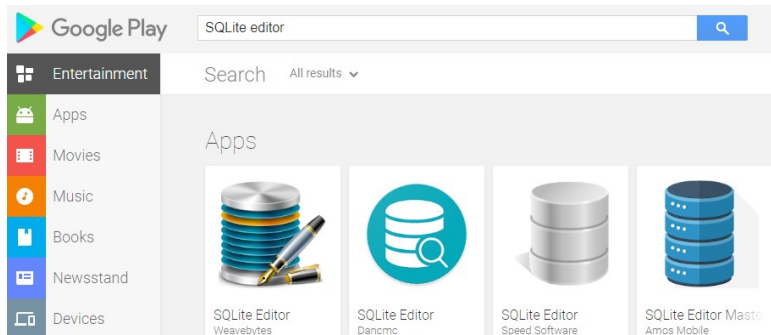 Google Play
SQLite editor
Entertainment
Search All results
Apps
Movies
Music
Books
Newsstand
Devices
Apps
SQLite Editor
Weavebytes
SQLite Editor
Dancmc
SQLite Editor
Speed Software
SQLite Editor Maste
Amos Mobile